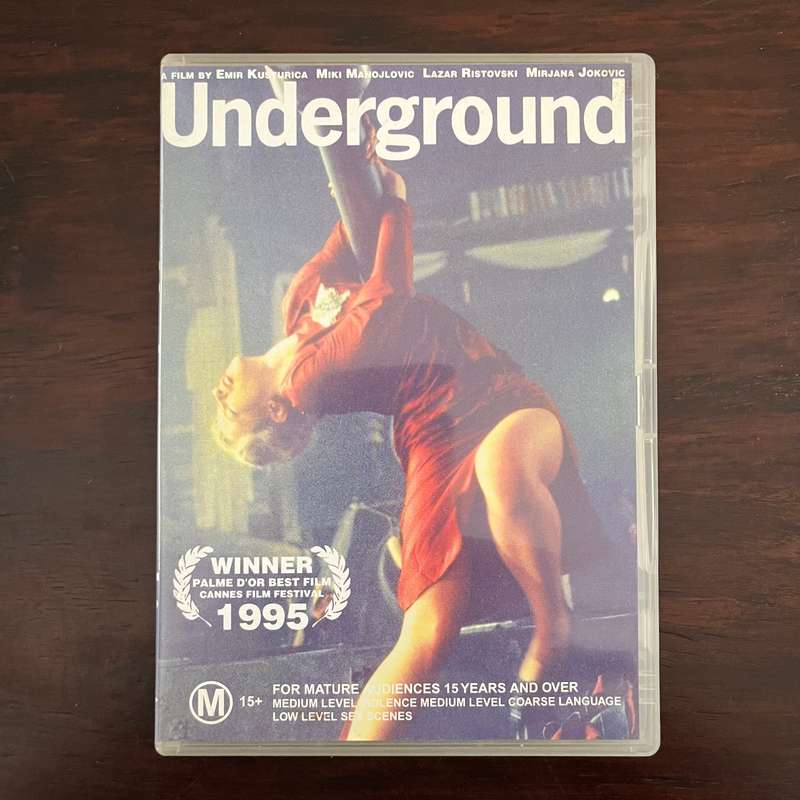 A FILM BY EMIR KUSTURICA MIKI MANOJLOVIC LAZAR RISTOVSKI MIRJANA JOKOVIC
Underground
WINNER
PALME D'OR BEST FILM
CANNES FILM FESTIVAL
1995
M 15+
FOR MATURE AUDIENCES 15 YEARS AND OVER
MEDIUM LEVEL VIOLENCE MEDIUM LEVEL COARSE LANGUAGE
LOW LEVEL SEX SCENES